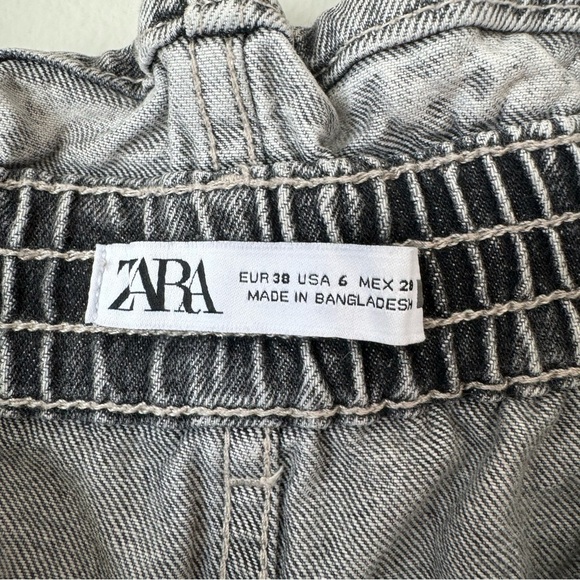 ZARA
EUR 38 USA 6 MEX 28
MADE IN BANGLADESH